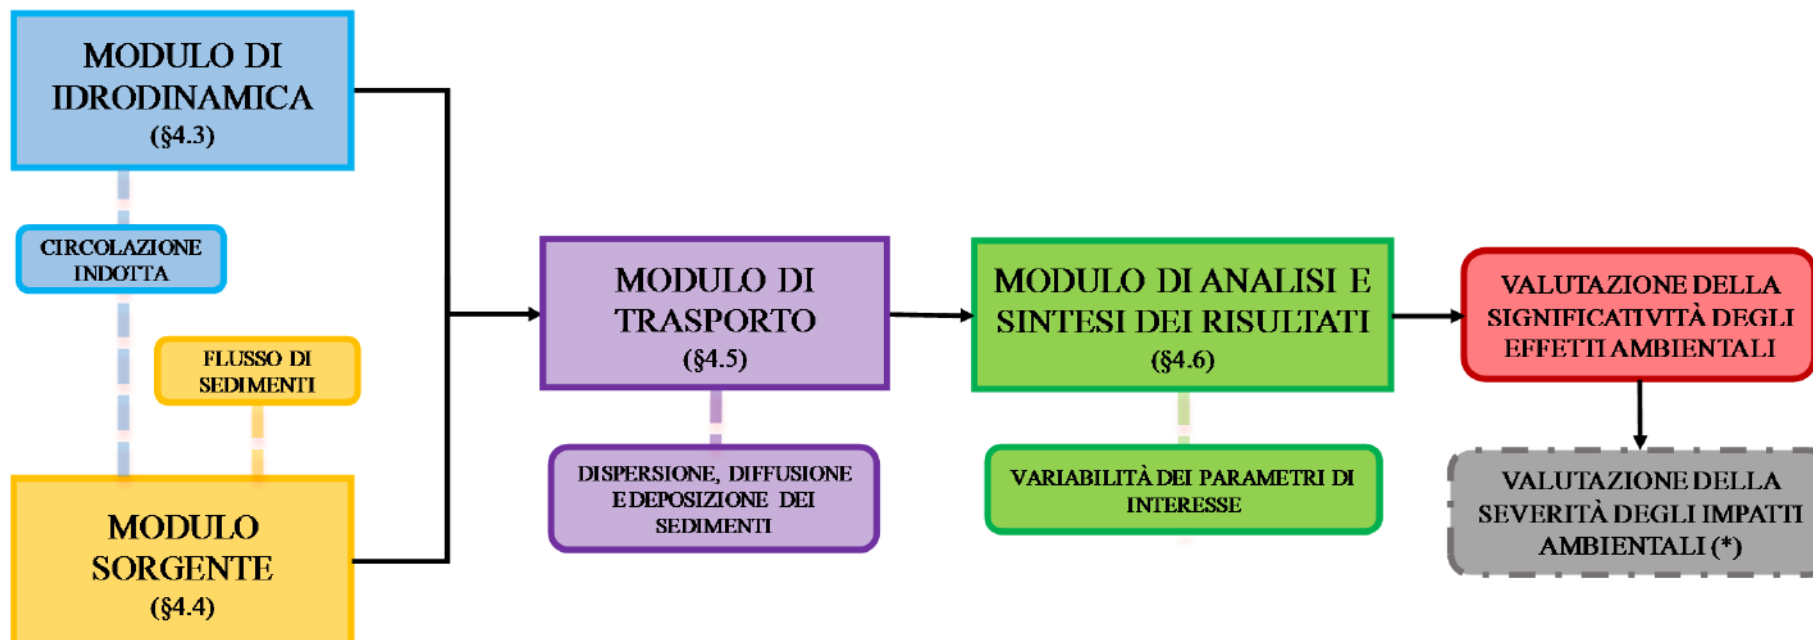 MODULO DI
IDRODINAMICA
(§4.3)
CIRCOLAZIONE
INDOTTA
FLUSSO DI
SEDIMENTI
MODULO
SORGENTE
(§4.4)
MODULO DI
TRASPORTO
(§4.5)
DISPERSIONE, DIFFUSIONE
E DEPOSIZIONE DEI
SEDIMENTI
MODULO DI ANALISI E
SINTESI DEI RISULTATI
(§4.6)
VARIABILITÀ DEI PARAMETRI DI
INTERESSE
VALUTAZIONE DELLA
SIGNIFICATIVITÀ DEGLI
EFFETTI AMBIENTALI
VALUTAZIONE DELLA
SEVERITÀ DEGLI IMPATTI
AMBIENTALI (*)